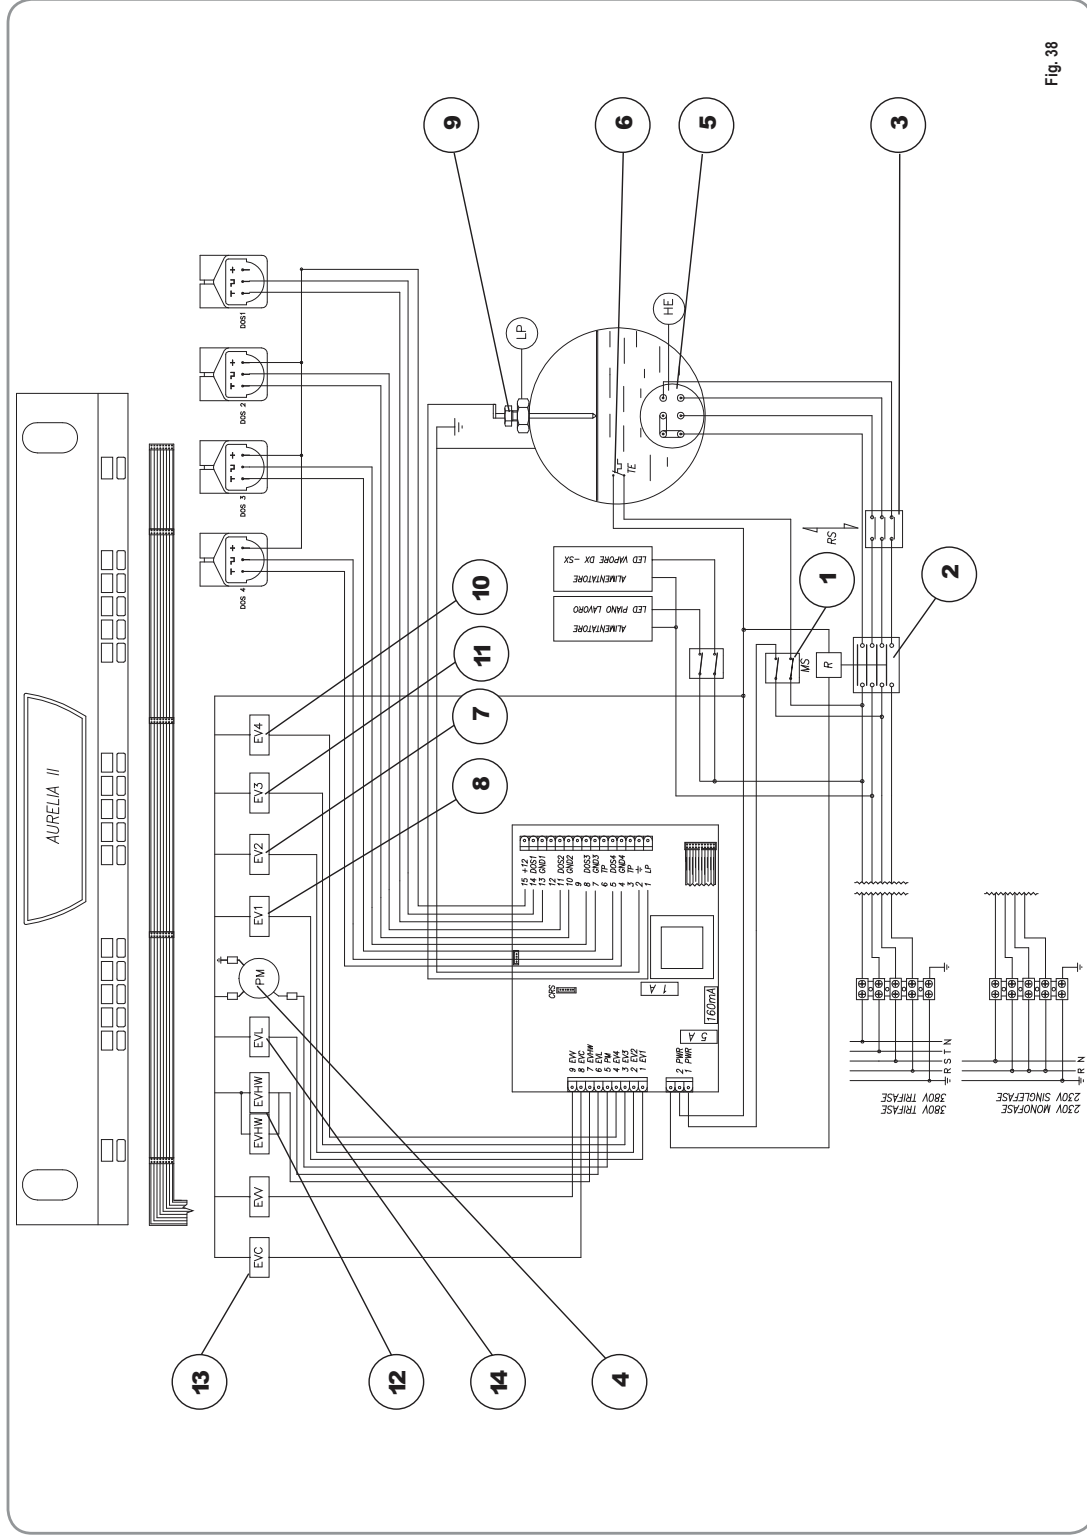 Fig. 38
AURELIA II
DOS1
DOS 2
DOS 3
DOS 4
+
+
+
+
9
6
5
3
LP
HE
TE
RS
1
2
MS
R
LED VAPORE DX -SX
ALIMENTATORE
LED PIANO LAVORO
ALIMENTATORE
10
11
7
8
EV4
EV3
EV2
EV1
PM
EVL
EVHW
EVHW
EVV
EVC
13
12
14
4
15 +12
14 DOS1
13 GND1
12
11 DOS2
10 GND2
9
8 DOS3
7 GND3
6 TP
5 DOS4
4 GND4
3 TP
2
1 LP
CRS
1 A
160mA
5 A
9 EVV
8 EVC
7 EVHW
6 EVL
5 PM
4 EV4
3 EV3
2 EV2
1 EV1
2 PWR
1 PWR
R S T N
380V TRIFASE
380V TRIFASE
R N
230V SINGLEFASE
230V MONOFASE